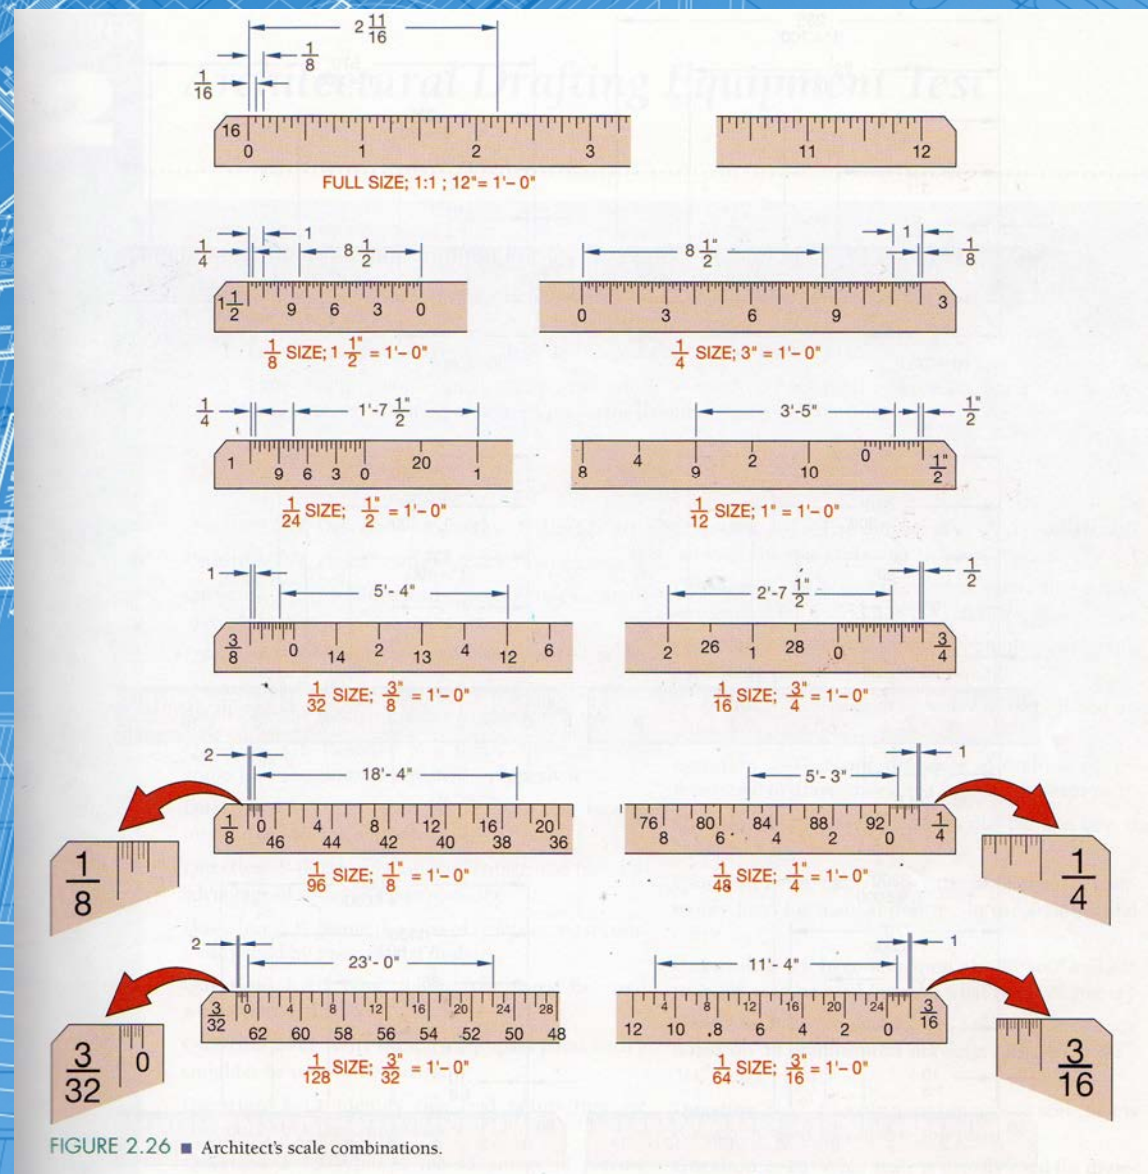 Architectural Drafting Equipment Test
2 11/16
1/8
1/16
16
0 1 2 3 11 12
FULL SIZE; 1:1 ; 12"= 1'– 0"
1/4 1 8 1/2
8 1/2" 1 1/8
1 1/2 9 6 3 0
0 3 6 9 3
1/8 SIZE; 1 1/2" = 1'– 0"
1/4 SIZE; 3" = 1'– 0"
1/4 1'-7 1/2"
3'-5" 1/2"
1 9 6 3 0 20 1
8 4 9 2 10 0 1/2"
1/24 SIZE; 1/2" = 1'– 0"
1/12 SIZE; 1" = 1'– 0"
1 5'- 4"
2'-7 1/2" 1/2
3/8 0 14 2 13 4 12 6
2 26 1 28 0 3/4
1/32 SIZE; 3/8" = 1'– 0"
1/16 SIZE; 3/4" = 1'– 0"
2 18'- 4"
5'- 3" 1
1/8 0 4 8 12 16 20
46 44 42 40 38 36
76 80 84 88 92 1/4
8 6 4 2 0
1/8
1/96 SIZE; 1/8" = 1'– 0"
1/48 SIZE; 1/4" = 1'– 0"
1/4
2 23'- 0"
11'- 4" 1
3/32 0 4 8 12 16 20 24 28
62 60 58 56 54 52 50 48
4 8 12 16 20 24 3/16
12 10 8 6 4 2 0
3/32 0
1/128 SIZE; 3/32" = 1'– 0"
1/64 SIZE; 3/16" = 1'– 0"
3/16
FIGURE 2.26 ■ Architect's scale combinations.